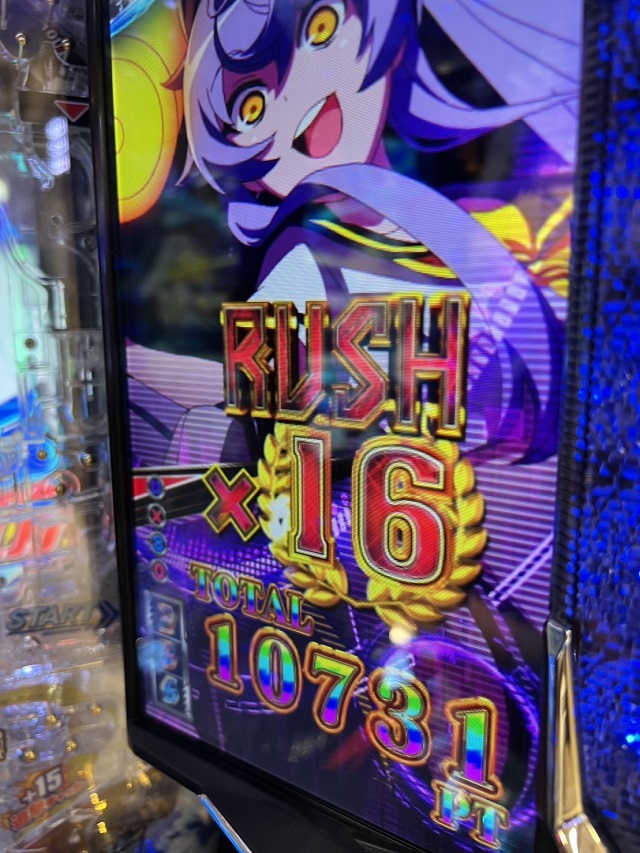 RUSH
×16
TOTAL
10731
PT
START
+15